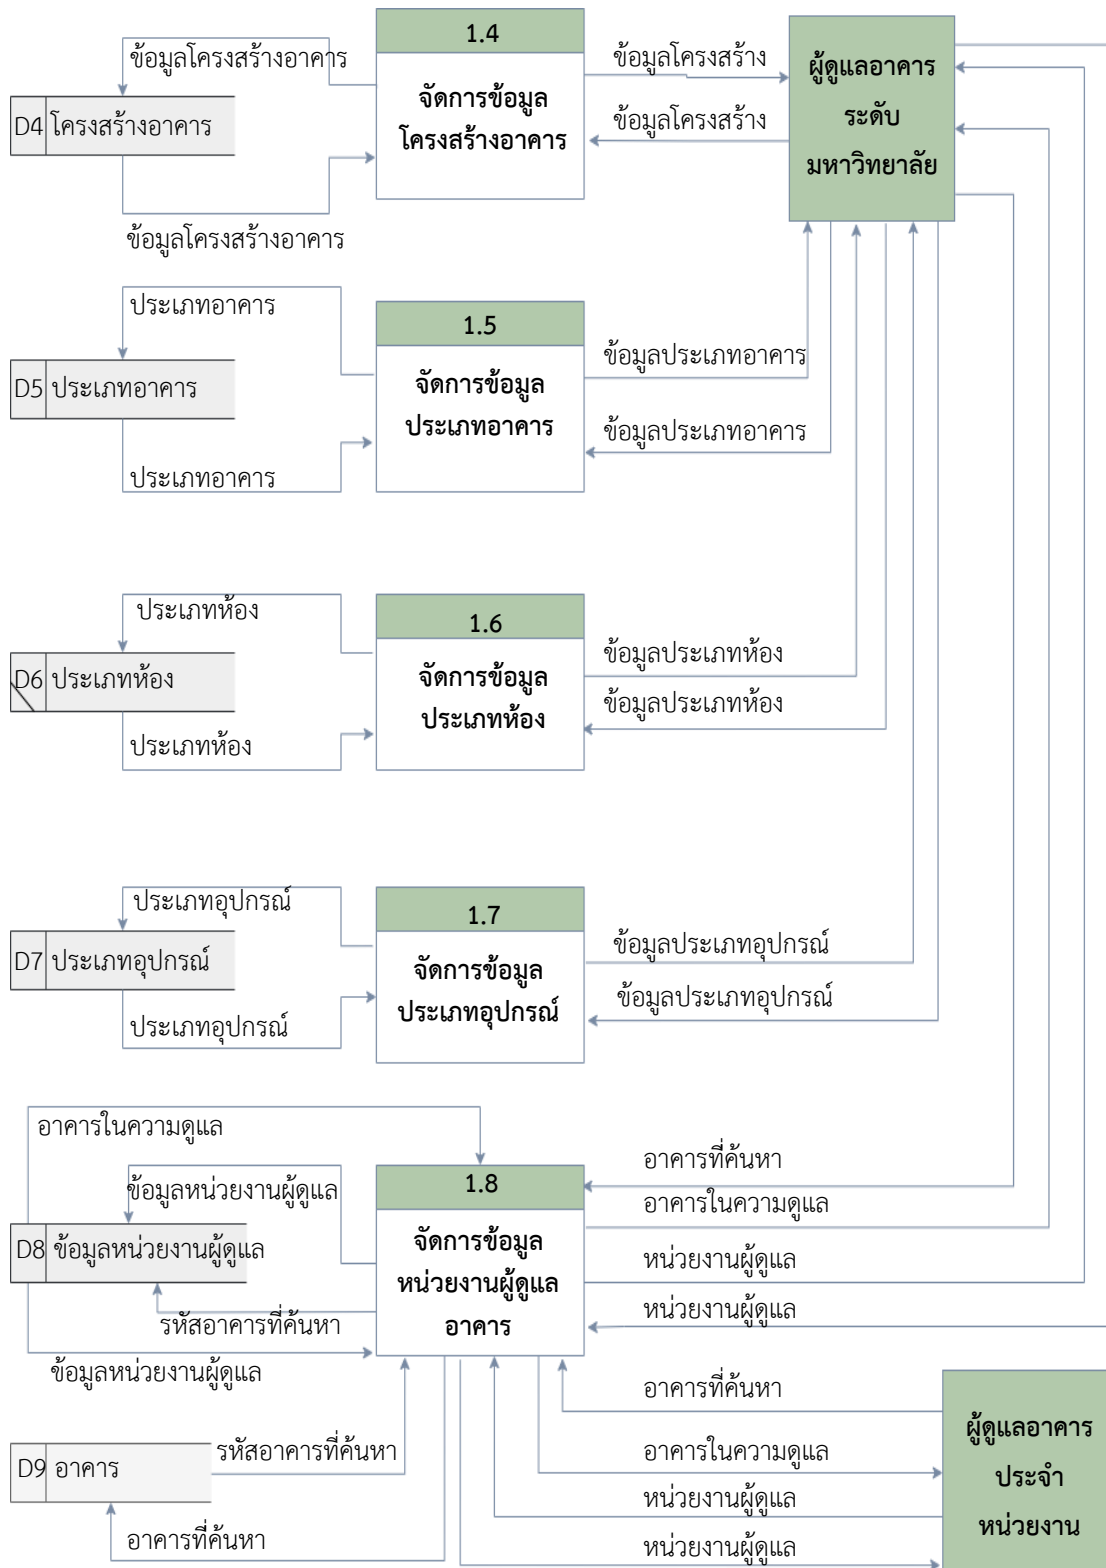 1.4
ข้อมูลโครงสร้างอาคาร
ข้อมูลโครงสร้าง
ผู้ดูแลอาคาร
ระดับ
มหาวิทยาลัย
จัดการข้อมูล
โครงสร้างอาคาร
D4 โครงสร้างอาคาร
ข้อมูลโครงสร้าง
ข้อมูลโครงสร้างอาคาร
ประเภทอาคาร
1.5
ข้อมูลประเภทอาคาร
D5 ประเภทอาคาร
จัดการข้อมูล
ประเภทอาคาร
ข้อมูลประเภทอาคาร
ประเภทอาคาร
ประเภทห้อง
1.6
ข้อมูลประเภทห้อง
D6 ประเภทห้อง
จัดการข้อมูล
ประเภทห้อง
ข้อมูลประเภทห้อง
ประเภทห้อง
ประเภทอุปกรณ์
1.7
ข้อมูลประเภทอุปกรณ์
D7 ประเภทอุปกรณ์
จัดการข้อมูล
ประเภทอุปกรณ์
ข้อมูลประเภทอุปกรณ์
ประเภทอุปกรณ์
อาคารในความดูแล
อาคารที่ค้นหา
1.8
ข้อมูลหน่วยงานผู้ดูแล
อาคารในความดูแล
D8 ข้อมูลหน่วยงานผู้ดูแล
จัดการข้อมูล
หน่วยงานผู้ดูแล
อาคาร
หน่วยงานผู้ดูแล
หน่วยงานผู้ดูแล
รหัสอาคารที่ค้นหา
ข้อมูลหน่วยงานผู้ดูแล
อาคารที่ค้นหา
ผู้ดูแลอาคาร
ประจำ
หน่วยงาน
รหัสอาคารที่ค้นหา
อาคารในความดูแล
D9 อาคาร
หน่วยงานผู้ดูแล
อาคารที่ค้นหา
หน่วยงานผู้ดูแล